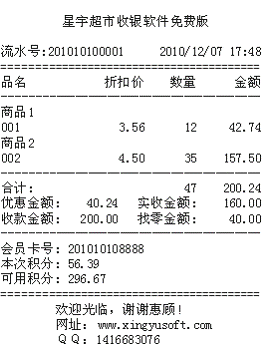 星宇超市收银软件免费版
流水号:201010100001 2010/12/07 17:48
品名 折扣价 数量 金额
商品1
001 3.56 12 42.74
商品2
002 4.50 35 157.50
合计: 47 200.24
优惠金额: 40.24 实收金额: 160.00
收款金额: 200.00 找零金额: 40.00
会员卡号: 201010108888
本次积分: 56.39
可用积分: 296.67
欢迎光临，谢谢惠顾!
网址: www.xingyusoft.com
QQ:1416683076